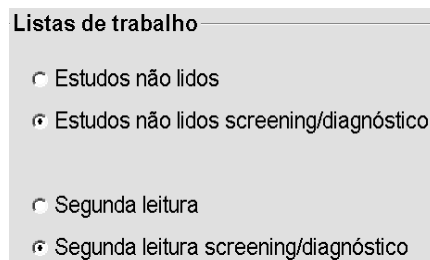 Listas de trabalho
Estudos não lidos
Estudos não lidos screening/diagnóstico
Segunda leitura
Segunda leitura screening/diagnóstico